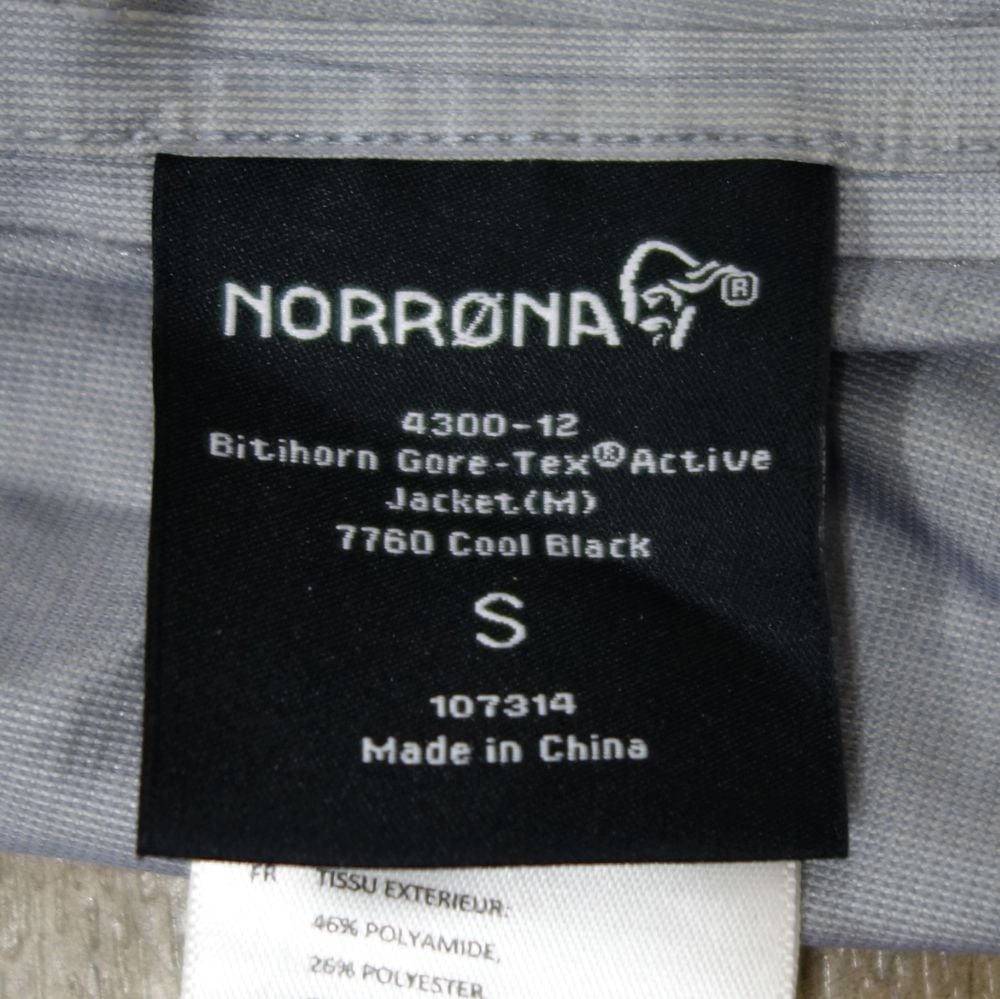 NORRØNA®
4300-12
Bitihorn Gore-Tex® Active
Jacket(M)
7760 Cool Black
S
107314
Made in China
FR TISSU EXTERIEUR:
46% POLYAMIDE,
26% POLYESTER